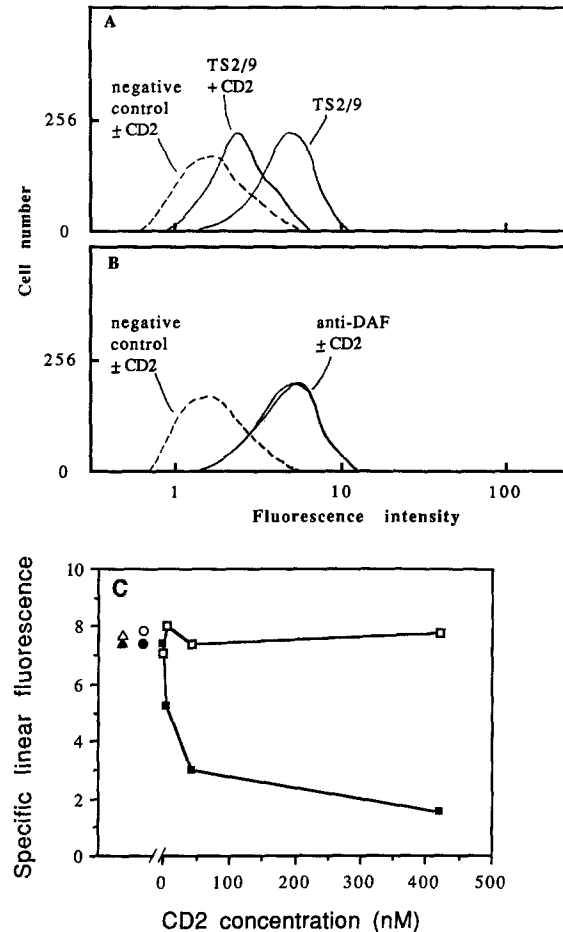 A
TS2/9
+ CD2
negative
control
± CD2
TS2/9
256
0
Cell number
B
negative
control
± CD2
anti-DAF
± CD2
256
0
1
10
100
Fluorescence intensity
C
10
8
6
4
2
0
Specific linear fluorescence
0
100
200
300
400
500
CD2 concentration (nM)